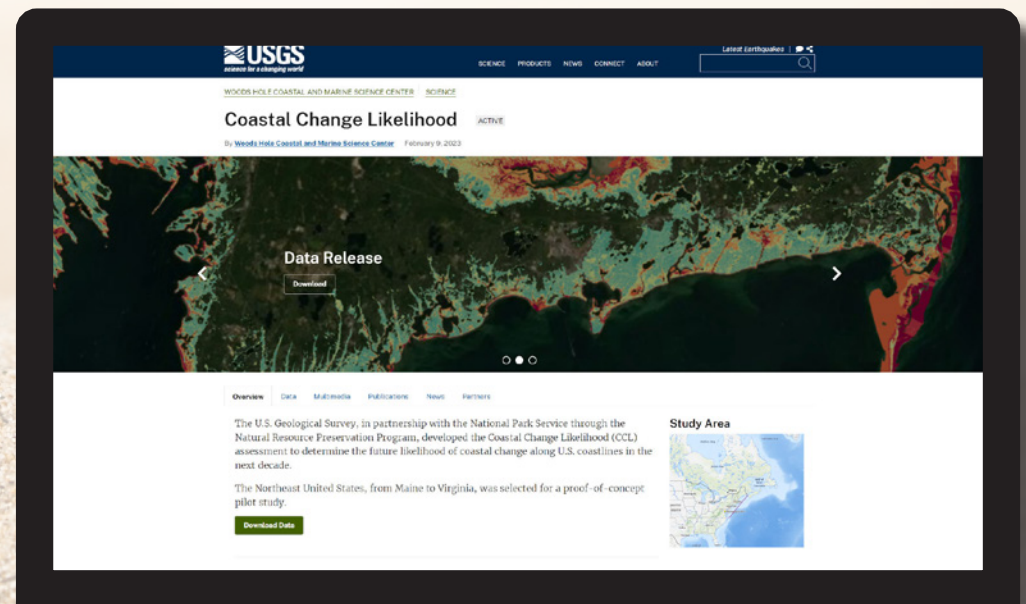 USGS
science for a changing world
Latest Earthquakes |
SCIENCE PRODUCTS NEWS CONNECT ABOUT
WOODS HOLE COASTAL AND MARINE SCIENCE CENTER SCIENCE
Coastal Change Likelihood ACTIVE
By Woods Hole Coastal and Marine Science Center February 9, 2023
Data Release
Download
Overview Data Multimedia Publications News Partners
The U.S. Geological Survey, in partnership with the National Park Service through the
Natural Resource Preservation Program, developed the Coastal Change Likelihood (CCL)
assessment to determine the future likelihood of coastal change along U.S. coastlines in the
next decade.
The Northeast United States, from Maine to Virginia, was selected for a proof-of-concept
pilot study.
Download Data
Study Area